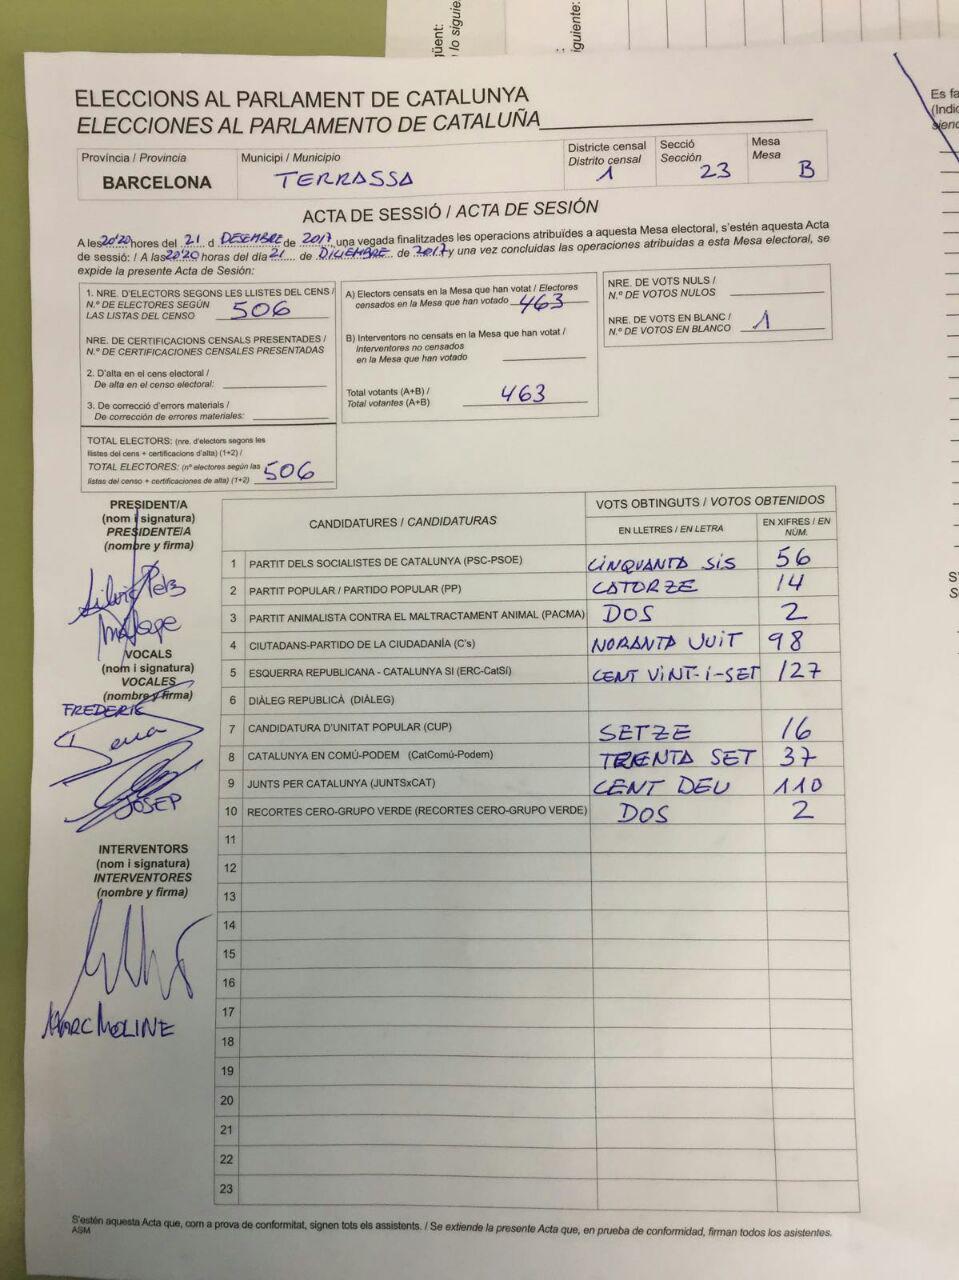 ELECCIONS AL PARLAMENT DE CATALUNYA
ELECCIONES AL PARLAMENTO DE CATALUÑA
Província / Provincia
BARCELONA
Municipi / Municipio
TERRASSA
Districte censal
Distrito censal
1
Secció
Sección
23
Mesa
Mesa
B
ACTA DE SESSIÓ / ACTA DE SESIÓN
A les 20'20 hores del 21 d DESEMBRE de 2017, una vegada finalitzades les operacions atribuïdes a aquesta Mesa electoral, s'estén aquesta Acta
de sessió: / A las 20'20 horas del día 21 de DICIEMBRE de 2017 y una vez concluidas las operaciones atribuidas a esta Mesa electoral, se
expide la presente Acta de Sesión:
1. NRE. D'ELECTORS SEGONS LES LLISTES DEL CENS /
N.º DE ELECTORES SEGÚN
LAS LISTAS DEL CENSO 506
NRE. DE CERTIFICACIONS CENSALS PRESENTADES /
N.º DE CERTIFICACIONES CENSALES PRESENTADAS
2. D'alta en el cens electoral /
De alta en el censo electoral:
3. De correcció d'errors materials /
De corrección de errores materiales:
TOTAL ELECTORS: (nre. d'electors segons les
llistes del cens + certificacions d'alta) (1+2) /
TOTAL ELECTORES: (nº electores según las
listas del censo + certificaciones de alta) (1+2) 506
A) Electors censats en la Mesa que han votat / Electores
censados en la Mesa que han votado 463
B) Interventors no censats en la Mesa que han votat /
Interventores no censados
en la Mesa que han votado
Total votants (A+B) /
Total votantes (A+B) 463
NRE. DE VOTS NULS /
N.º DE VOTOS NULOS
NRE. DE VOTS EN BLANC /
N.º DE VOTOS EN BLANCO 1
PRESIDENT/A
(nom i signatura)
PRESIDENTE/A
(nombre y firma)
VOCALS
(nom i signatura)
VOCALES
(nombre y firma)
FREDERIC
JOSEP
INTERVENTORS
(nom i signatura)
INTERVENTORES
(nombre y firma)
MARC MOLINE
CANDIDATURES / CANDIDATURAS
VOTS OBTINGUTS / VOTOS OBTENIDOS
EN LLETRES / EN LETRA
EN XIFRES / EN NÚM.
1 PARTIT DELS SOCIALISTES DE CATALUNYA (PSC-PSOE) CINQUANTA SIS 56
2 PARTIT POPULAR / PARTIDO POPULAR (PP) CATORZE 14
3 PARTIT ANIMALISTA CONTRA EL MALTRACTAMENT ANIMAL (PACMA) DOS 2
4 CIUTADANS-PARTIDO DE LA CIUDADANÍA (C's) NORANTA VUIT 98
5 ESQUERRA REPUBLICANA - CATALUNYA SI (ERC-CatSí) CENT VINT-I-SET 127
6 DIÀLEG REPUBLICÀ (DIÀLEG)
7 CANDIDATURA D'UNITAT POPULAR (CUP) SETZE 16
8 CATALUNYA EN COMÚ-PODEM (CatComú-Podem) TRENTA SET 37
9 JUNTS PER CATALUNYA (JUNTSxCAT) CENT DEU 110
10 RECORTES CERO-GRUPO VERDE (RECORTES CERO-GRUPO VERDE) DOS 2
11
12
13
14
15
16
17
18
19
20
21
22
23
S'estén aquesta Acta que, com a prova de conformitat, signen tots els assistents. / Se extiende la presente Acta que, en prueba de conformidad, firman todos los asistentes.
ASM